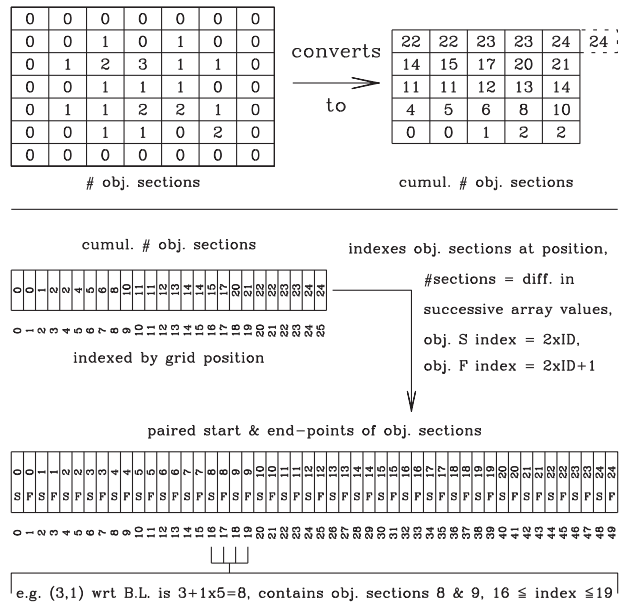 0 0 0 0 0 0 0
0 0 1 0 1 0 0
0 1 2 3 1 1 0
0 0 1 1 1 0 0
0 1 1 2 2 1 0
0 0 1 1 0 2 0
0 0 0 0 0 0 0
# obj. sections
converts
to
22 22 23 23 24 24
14 15 17 20 21
11 11 12 13 14
4 5 6 8 10
0 0 1 2 2
cumul. # obj. sections
cumul. # obj. sections
0 0 1 2 2 4 5 6 8 10 11 11 12 13 14 14 15 17 20 21 22 22 23 23 24 24
0 1 2 3 4 5 6 7 8 9 10 11 12 13 14 15 16 17 18 19 20 21 22 23 24 25
indexed by grid position
indexes obj. sections at position,
#sections = diff. in
successive array values,
obj. S index = 2xID,
obj. F index = 2xID+1
paired start & end-points of obj. sections
0 0 1 1 2 2 3 3 4 4 5 5 6 6 7 7 8 8 9 9 10 10 11 11 12 12 13 13 14 14 15 15 16 16 17 17 18 18 19 19 20 20 21 21 22 22 23 23 24 24
S F S F S F S F S F S F S F S F S F S F S F S F S F S F S F S F S F S F S F S F S F S F S F S F S F
0 1 2 3 4 5 6 7 8 9 10 11 12 13 14 15 16 17 18 19 20 21 22 23 24 25 26 27 28 29 30 31 32 33 34 35 36 37 38 39 40 41 42 43 44 45 46 47 48 49
e.g. (3,1) wrt B.L. is 3+1x5=8, contains obj. sections 8 & 9, 16 ≦ index ≦19